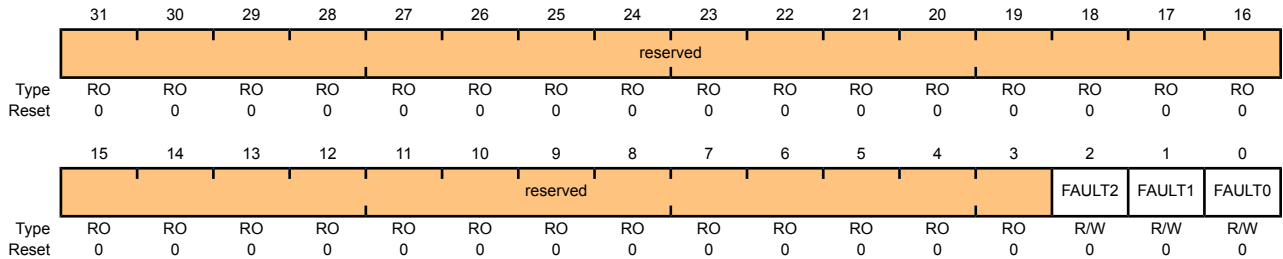 31 30 29 28 27 26 25 24 23 22 21 20 19 18 17 16
reserved
Type RO RO RO RO RO RO RO RO RO RO RO RO RO RO RO RO
Reset 0 0 0 0 0 0 0 0 0 0 0 0 0 0 0 0
15 14 13 12 11 10 9 8 7 6 5 4 3 2 1 0
reserved FAULT2 FAULT1 FAULT0
Type RO RO RO RO RO RO RO RO RO RO RO RO RO R/W R/W R/W
Reset 0 0 0 0 0 0 0 0 0 0 0 0 0 0 0 0